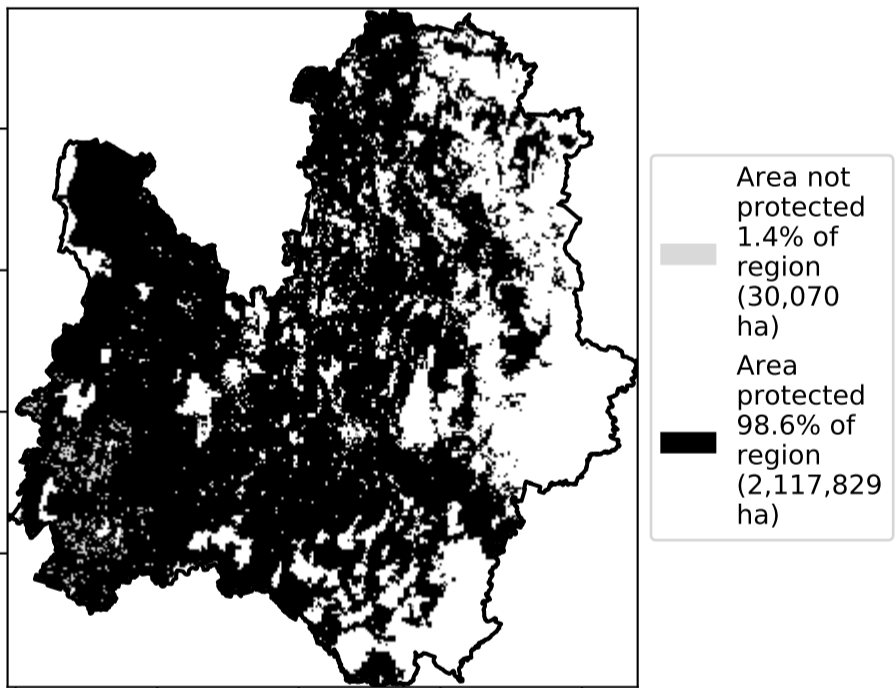 Area not
protected
1.4% of
region
(30,070
ha)
Area
protected
98.6% of
region
(2,117,829
ha)